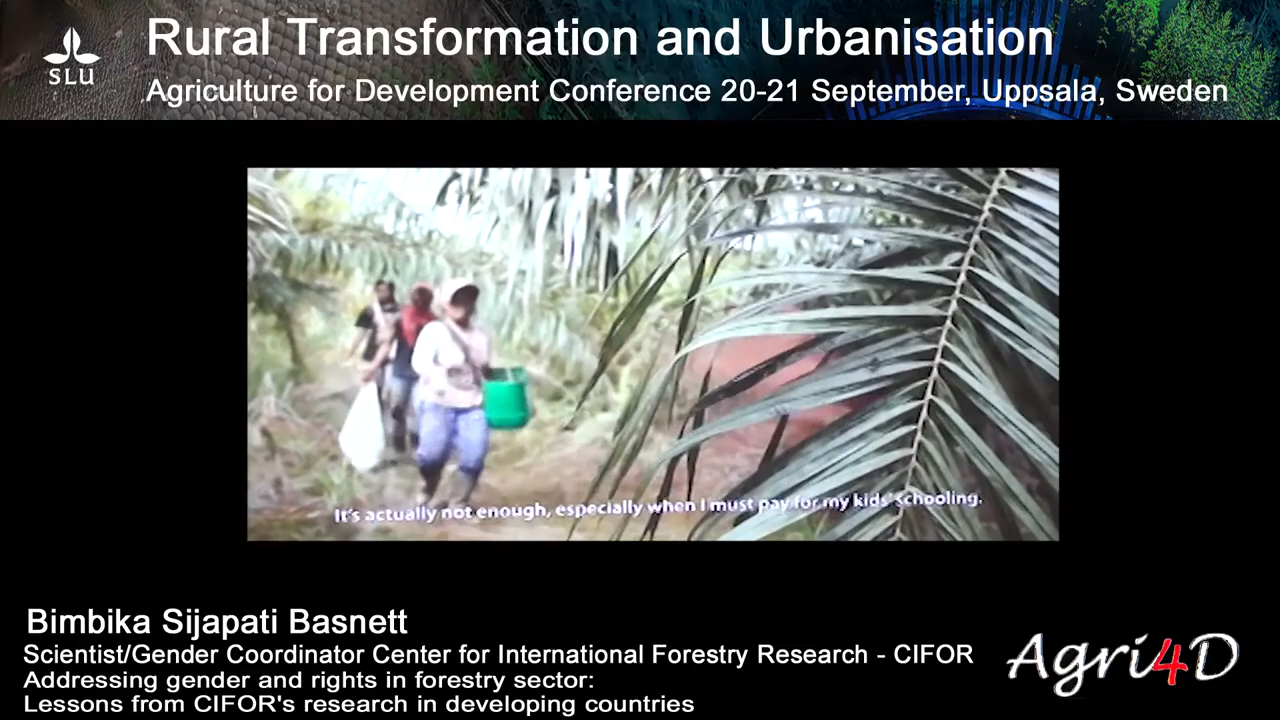 SLU
Rural Transformation and Urbanisation
Agriculture for Development Conference 20-21 September, Uppsala, Sweden
It's actually not enough, especially when I must pay for my kids' schooling.
Bimbika Sijapati Basnett
Scientist/Gender Coordinator Center for International Forestry Research - CIFOR
Addressing gender and rights in forestry sector:
Lessons from CIFOR's research in developing countries
Agri4D